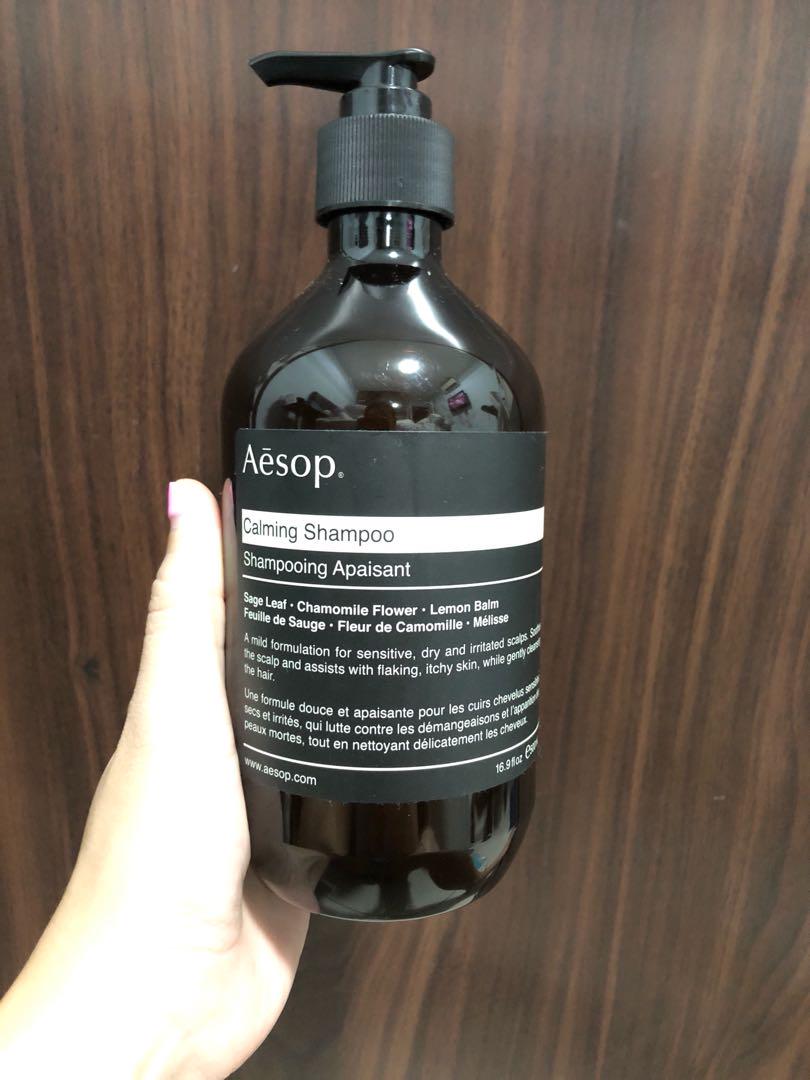 Aēsop®
Calming Shampoo
Shampooing Apaisant
Sage Leaf · Chamomile Flower · Lemon Balm
Feuille de Sauge · Fleur de Camomille · Mélisse
A mild formulation for sensitive, dry and irritated scalps.
the scalp and assists with flaking, itchy skin, while gently
the hair.
Une formule douce et apaisante pour les cuirs chevelus
secs et irrités, qui lutte contre les démangeaisons et
peaux mortes, tout en nettoyant délicatement les cheveux.
www.aesop.com
16.9 fl oz ℮